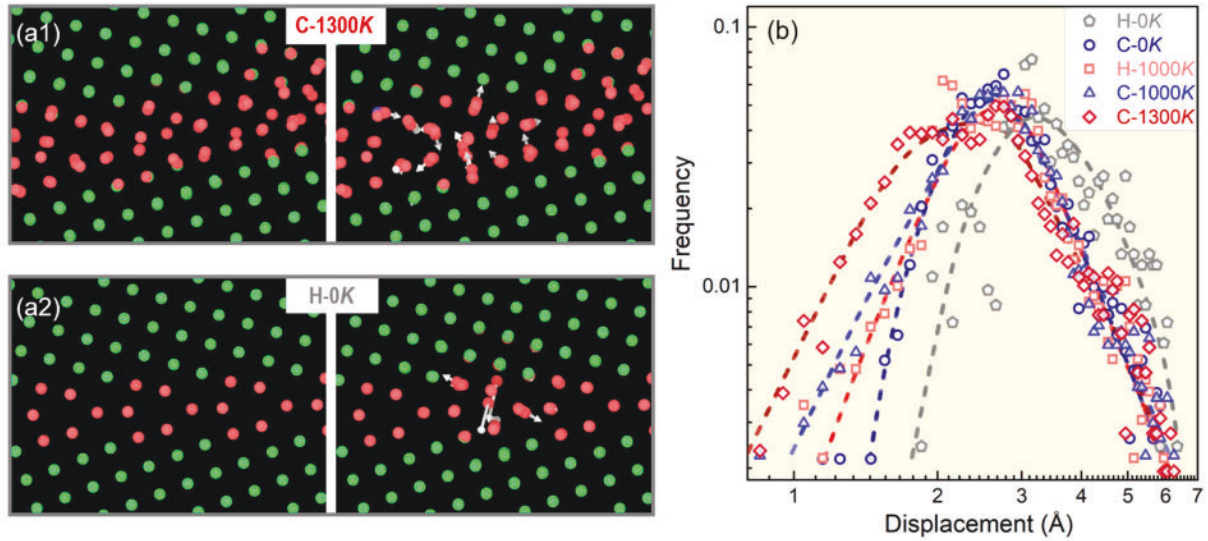 (a1)
C-1300K
(a2)
H-0K
(b)
H-0K
C-0K
H-1000K
C-1000K
C-1300K
0.1
0.01
Frequency
1 2 3 4 5 6 7
Displacement (Å)